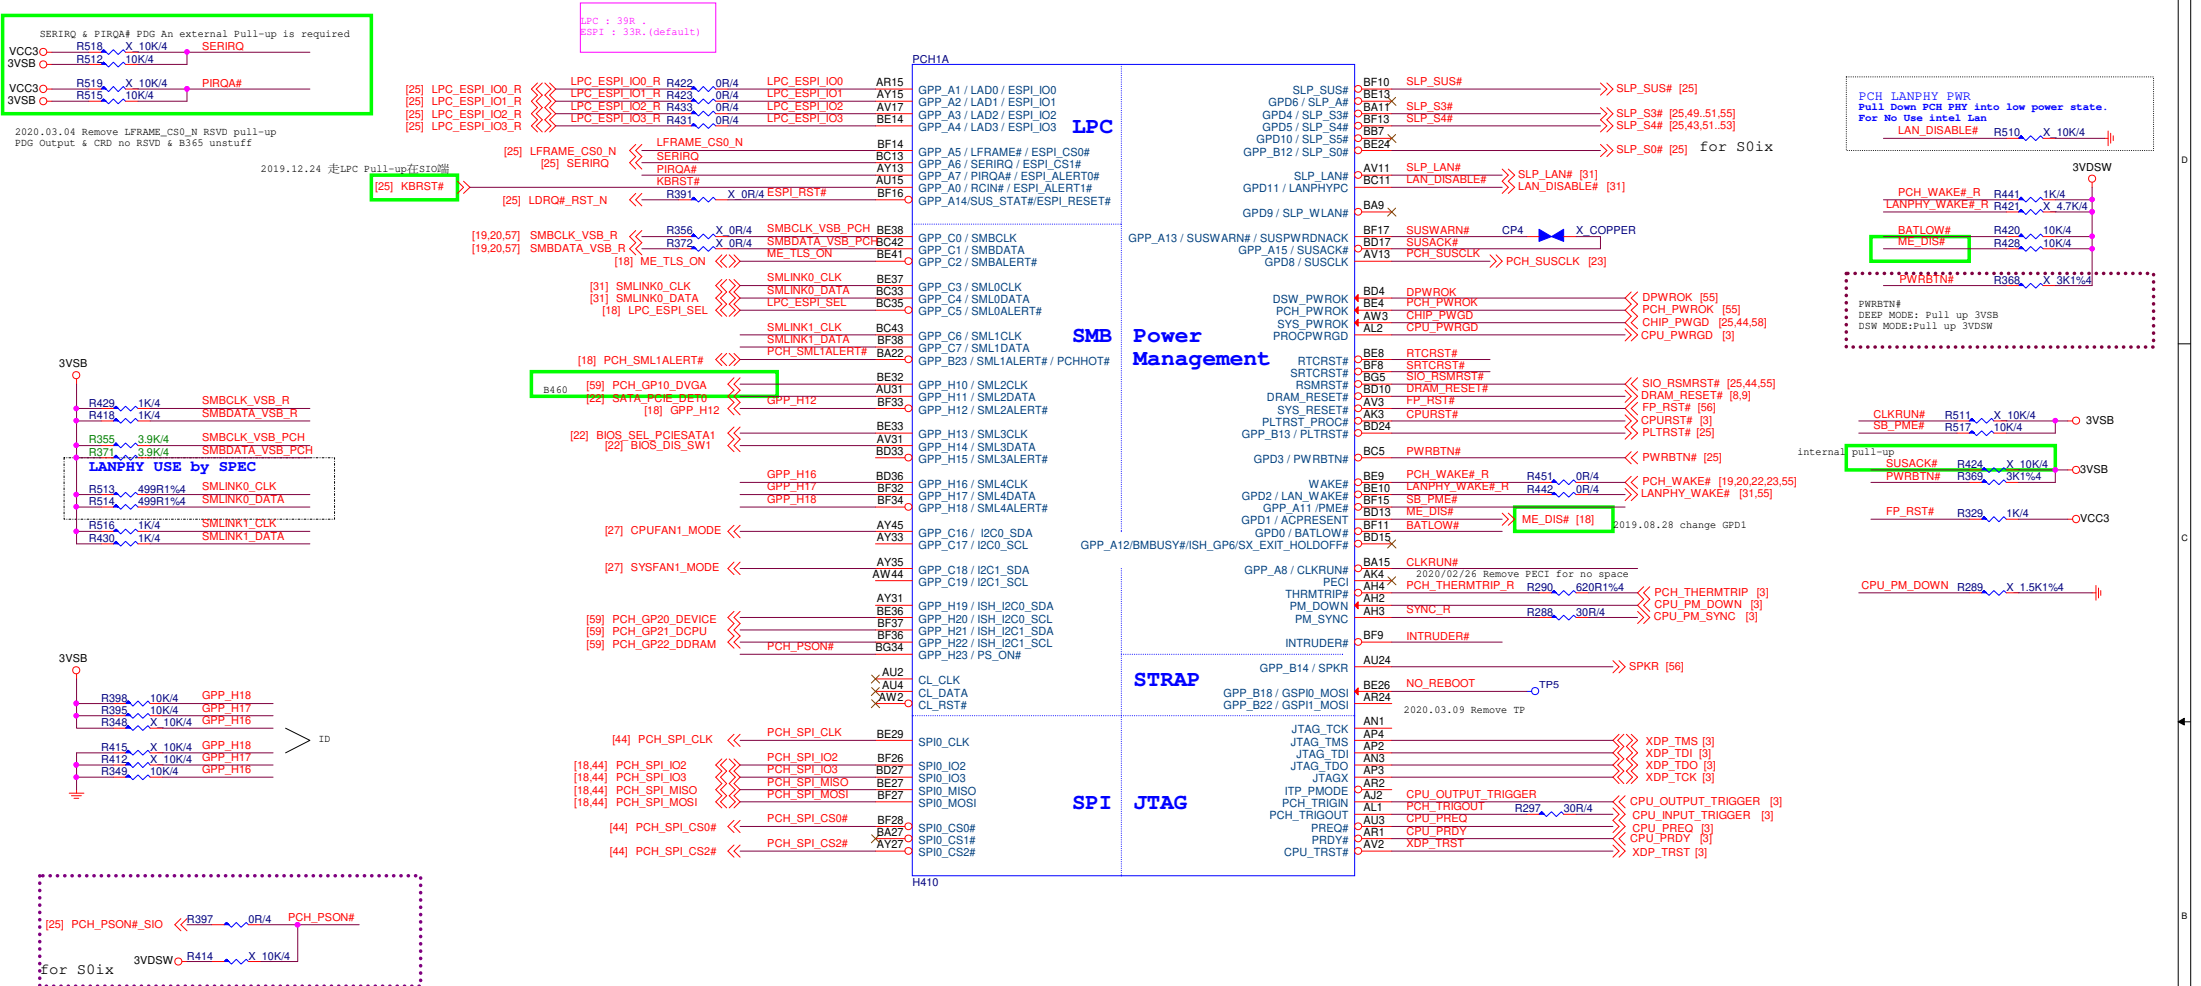 SERIRQ & PIRQA# PDG An external Pull-up is required
VCC3 R518 X_10K/4 SERIRQ
3VSB R512 10K/4
VCC3 R519 X_10K/4 PIRQA#
3VSB R515 10K/4
2020.03.04 Remove LFRAME_CS0_N RSVD pull-up
PDG Output & CRD no RSVD & B365 unstuff
2019.12.24 走LPC Pull-up在SIO端
LPC : 39R .
ESPI : 33R.(default)
PCH1A
[25] LPC_ESPI_IO0_R LPC_ESPI_IO0_R R422 0R/4 LPC_ESPI_IO0 AR15 GPP_A1 / LAD0 / ESPI_IO0
[25] LPC_ESPI_IO1_R LPC_ESPI_IO1_R R423 0R/4 LPC_ESPI_IO1 AY15 GPP_A2 / LAD1 / ESPI_IO1
[25] LPC_ESPI_IO2_R LPC_ESPI_IO2_R R433 0R/4 LPC_ESPI_IO2 AV17 GPP_A3 / LAD2 / ESPI_IO2
[25] LPC_ESPI_IO3_R LPC_ESPI_IO3_R R431 0R/4 LPC_ESPI_IO3 BE14 GPP_A4 / LAD3 / ESPI_IO3
LPC
[25] LFRAME_CS0_N LFRAME_CS0_N BF14 GPP_A5 / LFRAME# / ESPI_CS0#
[25] SERIRQ SERIRQ BC13 GPP_A6 / SERIRQ / ESPI_CS1#
PIRQA# AY13 GPP_A7 / PIRQA# / ESPI_ALERT0#
[25] KBRST# KBRST# AU15 GPP_A0 / RCIN# / ESPI_ALERT1#
[25] LDRQ#_RST_N R391 X_0R/4 ESPI_RST# BF16 GPP_A14/SUS_STAT#/ESPI_RESET#
[19,20,57] SMBCLK_VSB_R R356 X_0R/4 SMBCLK_VSB_PCH BE38 GPP_C0 / SMBCLK
[19,20,57] SMBDATA_VSB_R R372 X_0R/4 SMBDATA_VSB_PCH BC42 GPP_C1 / SMBDATA
[18] ME_TLS_ON ME_TLS_ON BE41 GPP_C2 / SMBALERT#
[31] SMLINK0_CLK SMLINK0_CLK BE37 GPP_C3 / SML0CLK
[31] SMLINK0_DATA SMLINK0_DATA BC33 GPP_C4 / SML0DATA
[18] LPC_ESPI_SEL LPC_ESPI_SEL BC35 GPP_C5 / SML0ALERT#
SMLINK1_CLK BC43 GPP_C6 / SML1CLK
SMLINK1_DATA BF38 GPP_C7 / SML1DATA
[18] PCH_SML1ALERT# PCH_SML1ALERT# BA22 GPP_B23 / SML1ALERT# / PCHHOT#
SMB
B460
[59] PCH_GP10_DVGA BE32 GPP_H10 / SML2CLK
[22] SATA_PCIE_DET0 AU31 GPP_H11 / SML2DATA
[18] GPP_H12 GPP_H12 BF33 GPP_H12 / SML2ALERT#
[22] BIOS_SEL_PCIESATA1 BE33 GPP_H13 / SML3CLK
[22] BIOS_DIS_SW1 AV31 GPP_H14 / SML3DATA
BD33 GPP_H15 / SML3ALERT#
GPP_H16 BD36 GPP_H16 / SML4CLK
GPP_H17 BF32 GPP_H17 / SML4DATA
GPP_H18 BF34 GPP_H18 / SML4ALERT#
[27] CPUFAN1_MODE AY45 GPP_C16 / I2C0_SDA
AY33 GPP_C17 / I2C0_SCL
[27] SYSFAN1_MODE AY35 GPP_C18 / I2C1_SDA
AW44 GPP_C19 / I2C1_SCL
AY31 GPP_H19 / ISH_I2C0_SDA
[59] PCH_GP20_DEVICE BE36 GPP_H20 / ISH_I2C0_SCL
[59] PCH_GP21_DCPU BF37 GPP_H21 / ISH_I2C1_SDA
[59] PCH_GP22_DDRAM BF36 GPP_H22 / ISH_I2C1_SCL
PCH_PSON# BG34 GPP_H23 / PS_ON#
AU2 CL_CLK
AU4 CL_DATA
AW2 CL_RST#
[44] PCH_SPI_CLK PCH_SPI_CLK BE29 SPI0_CLK
[18,44] PCH_SPI_IO2 PCH_SPI_IO2 BF26 SPI0_IO2
[18,44] PCH_SPI_IO3 PCH_SPI_IO3 BD27 SPI0_IO3
[18,44] PCH_SPI_MISO PCH_SPI_MISO BE27 SPI0_MISO
[18,44] PCH_SPI_MOSI PCH_SPI_MOSI BF27 SPI0_MOSI
SPI
[44] PCH_SPI_CS0# PCH_SPI_CS0# BF28 SPI0_CS0#
BA27 SPI0_CS1#
[44] PCH_SPI_CS2# PCH_SPI_CS2# AY27 SPI0_CS2#
H410
SLP_SUS# BF10 SLP_SUS# SLP_SUS# [25]
GPD6 / SLP_A# BE13
GPD4 / SLP_S3# BA11 SLP_S3# SLP_S3# [25,49..51,55]
GPD5 / SLP_S4# BF13 SLP_S4# SLP_S4# [25,43,51..53]
GPD10 / SLP_S5# BB7
GPP_B12 / SLP_S0# BE24 SLP_S0# [25] for S0ix
SLP_LAN# AV11 SLP_LAN# SLP_LAN# [31]
GPD11 / LANPHYPC BC11 LAN_DISABLE# LAN_DISABLE# [31]
GPD9 / SLP_WLAN# BA9
GPP_A13 / SUSWARN# / SUSPWRDNACK BF17 SUSWARN# CP4 X_COPPER
GPP_A15 / SUSACK# BD17 SUSACK#
GPD8 / SUSCLK AV13 PCH_SUSCLK PCH_SUSCLK [23]
DSW_PWROK BD4 DPWROK DPWROK [55]
PCH_PWROK BE4 PCH_PWROK PCH_PWROK [55]
SYS_PWROK AW3 CHIP_PWGD CHIP_PWGD [25,44,58]
PROCPWRGD AL2 CPU_PWRGD CPU_PWRGD [3]
Power
Management
RTCRST# BE8 RTCRST#
SRTCRST# BF8 SRTCRST#
RSMRST# BG5 SIO_RSMRST# SIO_RSMRST# [25,44,55]
DRAM_RESET# BD10 DRAM_RESET# DRAM_RESET# [8,9]
SYS_RESET# AV3 FP_RST# FP_RST# [56]
PLTRST_PROC# AK3 CPURST# CPURST# [3]
GPP_B13 / PLTRST# BD24 PLTRST# [25]
GPD3 / PWRBTN# BC5 PWRBTN# PWRBTN# [25]
WAKE# BE9 PCH_WAKE#_R R451 0R/4 PCH_WAKE# [19,20,22,23,55]
GPD2 / LAN_WAKE# BE10 LANPHY_WAKE#_R R442 0R/4 LANPHY_WAKE# [31,55]
GPP_A11 /PME# BF15 SB_PME#
GPD1 / ACPRESENT BD13 ME_DIS# ME_DIS# [18] 2019.08.28 change GPD1
GPD0 / BATLOW# BF11 BATLOW#
GPP_A12/BMBUSY#/ISH_GP6/SX_EXIT_HOLDOFF# BD15
GPP_A8 / CLKRUN# BA15 CLKRUN#
PECI AK4 2020/02/26 Remove PECI for no space
THRMTRIP# AH4 PCH_THERMTRIP_R R290 620R1%4 PCH_THERMTRIP [3]
PM_DOWN AH2 CPU_PM_DOWN [3]
PM_SYNC AH3 SYNC_R R288 30R/4 CPU_PM_SYNC [3]
INTRUDER# BF9 INTRUDER#
GPP_B14 / SPKR AU24 SPKR [56]
STRAP
GPP_B18 / GSPI0_MOSI BE26 NO_REBOOT TP5
GPP_B22 / GSPI1_MOSI AR24
2020.03.09 Remove TP
JTAG_TCK AN1
JTAG_TMS AP4 XDP_TMS [3]
JTAG_TDI AP2 XDP_TDI [3]
JTAG_TDO AN3 XDP_TDO [3]
JTAGX AP3 XDP_TCK [3]
ITP_PMODE AR2
JTAG
PCH_TRIGIN AJ2 CPU_OUTPUT_TRIGGER CPU_OUTPUT_TRIGGER [3]
PCH_TRIGOUT AL1 PCH_TRIGOUT R297 30R/4 CPU_INPUT_TRIGGER [3]
PREQ# AU3 CPU_PREQ CPU_PREQ [3]
PRDY# AR1 CPU_PRDY CPU_PRDY [3]
CPU_TRST# AV2 XDP_TRST XDP_TRST [3]
3VSB
R429 1K/4 SMBCLK_VSB_R
R418 1K/4 SMBDATA_VSB_R
R355 3.9K/4 SMBCLK_VSB_PCH
R371 3.9K/4 SMBDATA_VSB_PCH
LANPHY USE by SPEC
R513 499R1%4 SMLINK0_CLK
R514 499R1%4 SMLINK0_DATA
R516 1K/4 SMLINK1_CLK
R430 1K/4 SMLINK1_DATA
3VSB
R398 10K/4 GPP_H18
R395 10K/4 GPP_H17
R348 X_10K/4 GPP_H16
ID
R415 X_10K/4 GPP_H18
R412 X_10K/4 GPP_H17
R349 10K/4 GPP_H16
[25] PCH_PSON#_SIO R397 0R/4 PCH_PSON#
3VDSW R414 X_10K/4
for S0ix
PCH LANPHY PWR
Pull Down PCH PHY into low power state.
For No Use intel Lan
LAN_DISABLE# R510 X_10K/4
3VDSW
PCH_WAKE#_R R441 1K/4
LANPHY_WAKE#_R R421 X_4.7K/4
BATLOW# R420 10K/4
ME_DIS# R428 10K/4
PWRBTN# R368 X_3K1%4
PWRBTN#
DEEP MODE: Pull up 3VSB
DSW MODE:Pull up 3VDSW
CLKRUN# R511 X_10K/4 3VSB
SB_PME# R517 10K/4
internal pull-up
SUSACK# R424 X_10K/4 3VSB
PWRBTN# R369 3K1%4
FP_RST# R329 1K/4 VCC3
CPU_PM_DOWN R289 X_1.5K1%4
D
C
B